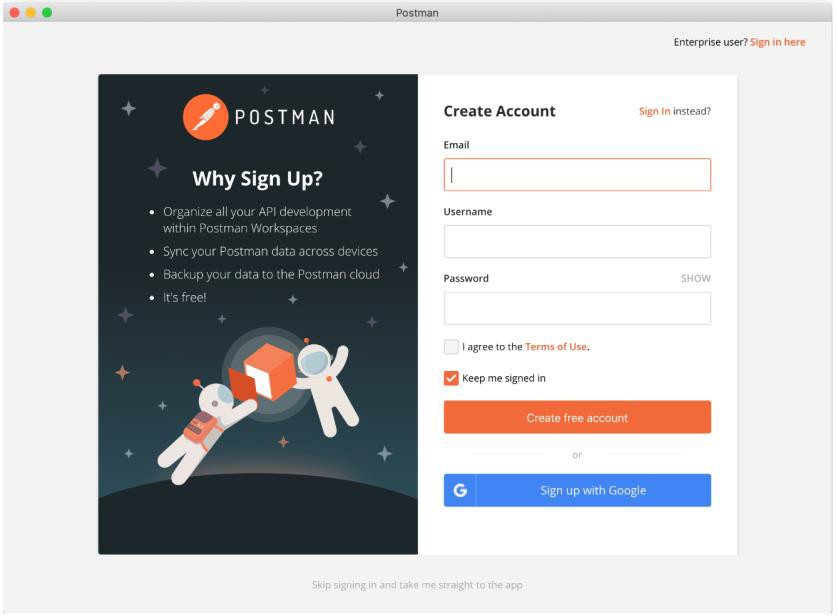 Postman
Enterprise user? Sign in here
POSTMAN
Why Sign Up?
• Organize all your API development
within Postman Workspaces
• Sync your Postman data across devices
• Backup your data to the Postman cloud
• It's free!
Create Account
Sign In instead?
Email
Username
Password
SHOW
I agree to the Terms of Use.
Keep me signed in
Create free account
or
G
Sign up with Google
Skip signing in and take me straight to the app